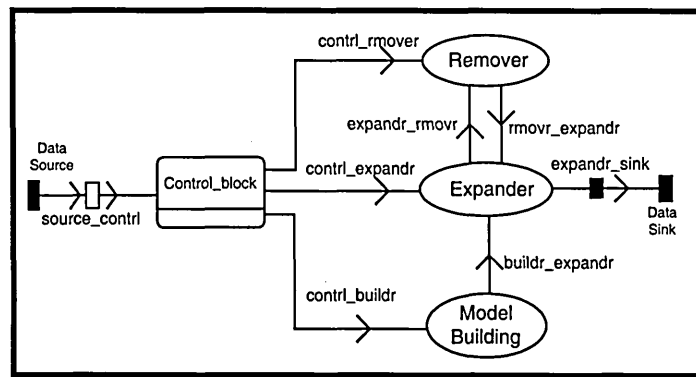 contrl_rmover
Remover
expandr_rmovr
rmovr_expandr
Data
Source
Control_block
contrl_expandr
Expander
expandr_sink
source_contrl
Data
Sink
buildr_expandr
contrl_buildr
Model
Building